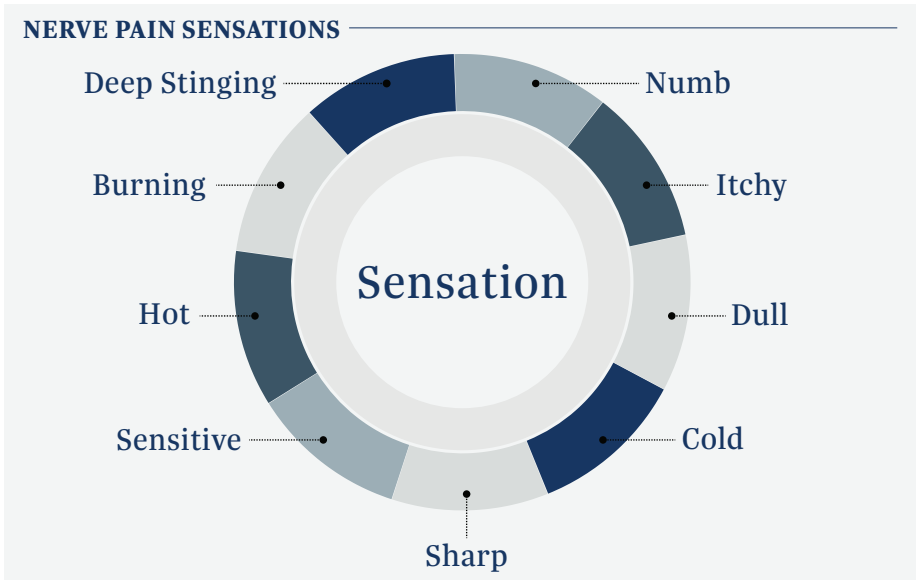 NERVE PAIN SENSATIONS
Deep Stinging
Numb
Burning
Itchy
Sensation
Hot
Dull
Sensitive
Cold
Sharp